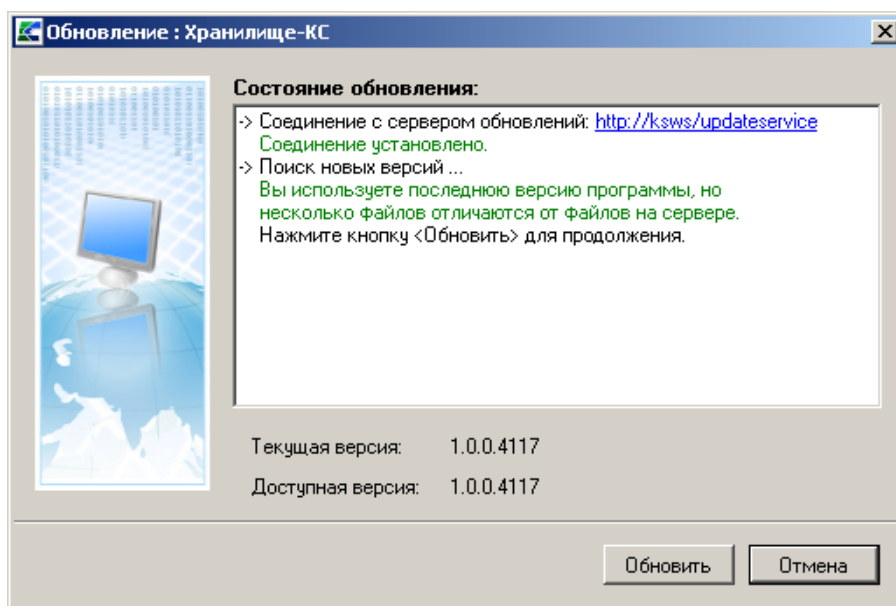 Обновление : Хранилище-КС
Состояние обновления:
-> Соединение с сервером обновлений: http://ksws/updateservice
Соединение установлено.
-> Поиск новых версий ...
Вы используете последнюю версию программы, но
несколько файлов отличаются от файлов на сервере.
Нажмите кнопку <Обновить> для продолжения.
Текущая версия: 1.0.0.4117
Доступная версия: 1.0.0.4117
Обновить Отмена